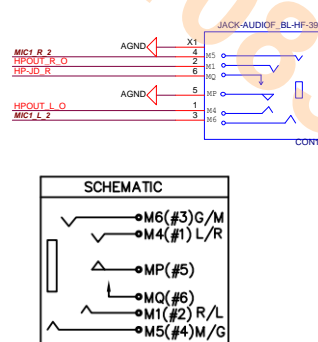 JACK-AUDIOF_BL-HF-39
AGND X1
MIC1_R_2 4 M5
HPOUT_R_O 2 M1
HP-JD_R 6 MQ
AGND 5 MP
HPOUT_L_O 1 M4
MIC1_L_2 3 M6
CON1
SCHEMATIC
M6(#3)G/M
M4(#1) L/R
MP(#5)
MQ(#6)
M1(#2) R/L
M5(#4)M/G